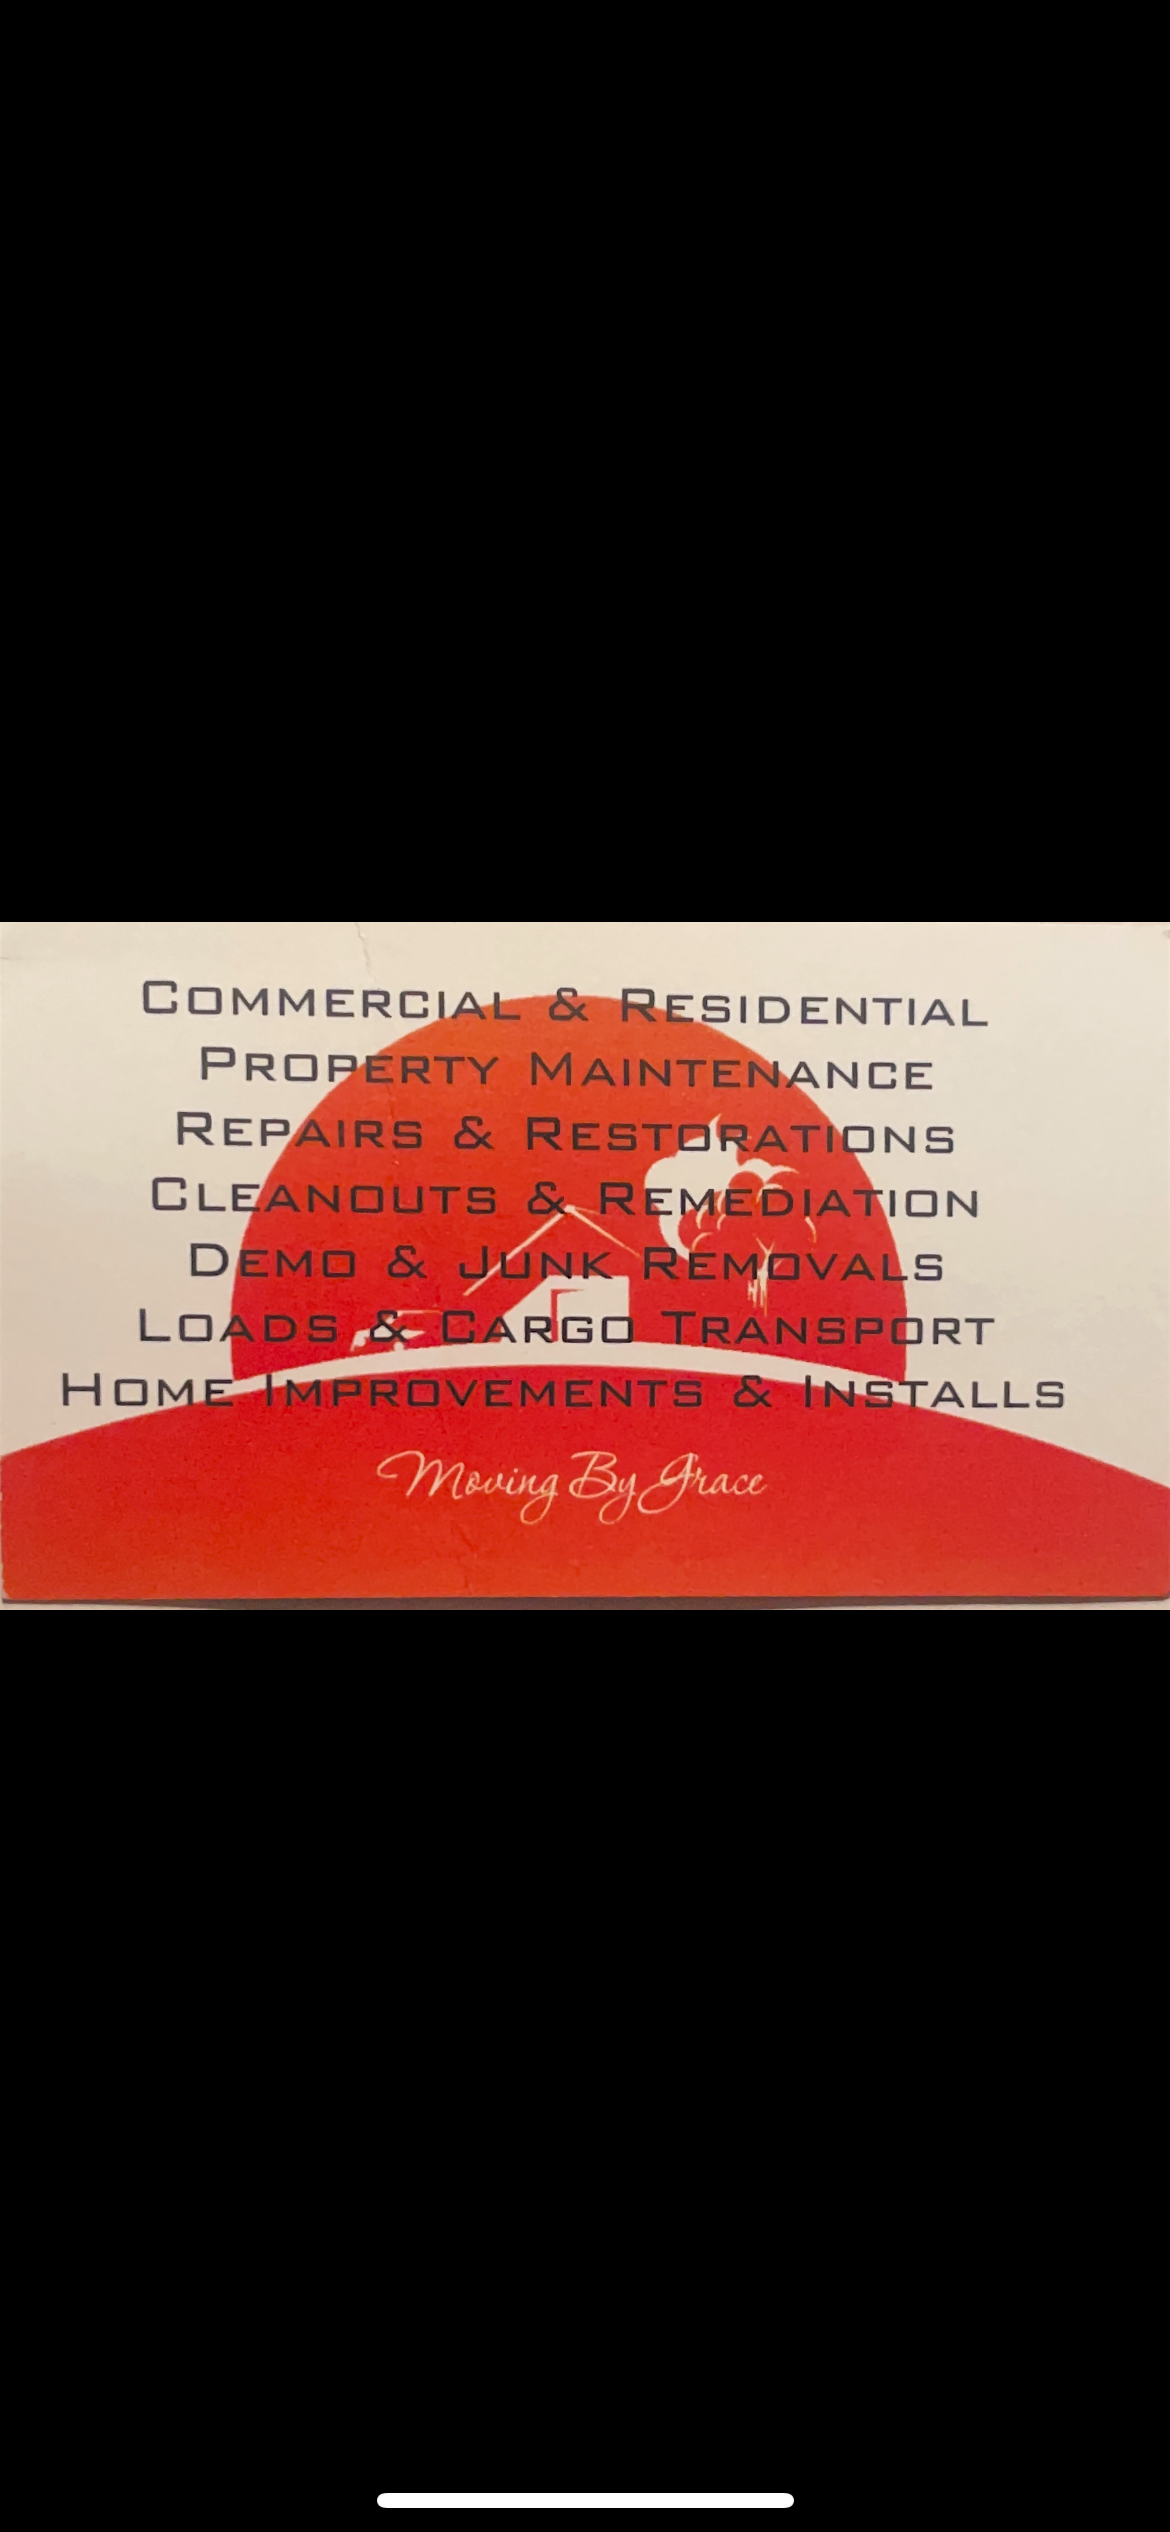 Commercial & Residential
Property Maintenance
Repairs & Restorations
Cleanouts & Remediation
Demo & Junk Removals
Loads & Cargo Transport
Home Improvements & Installs
Moving By Grace